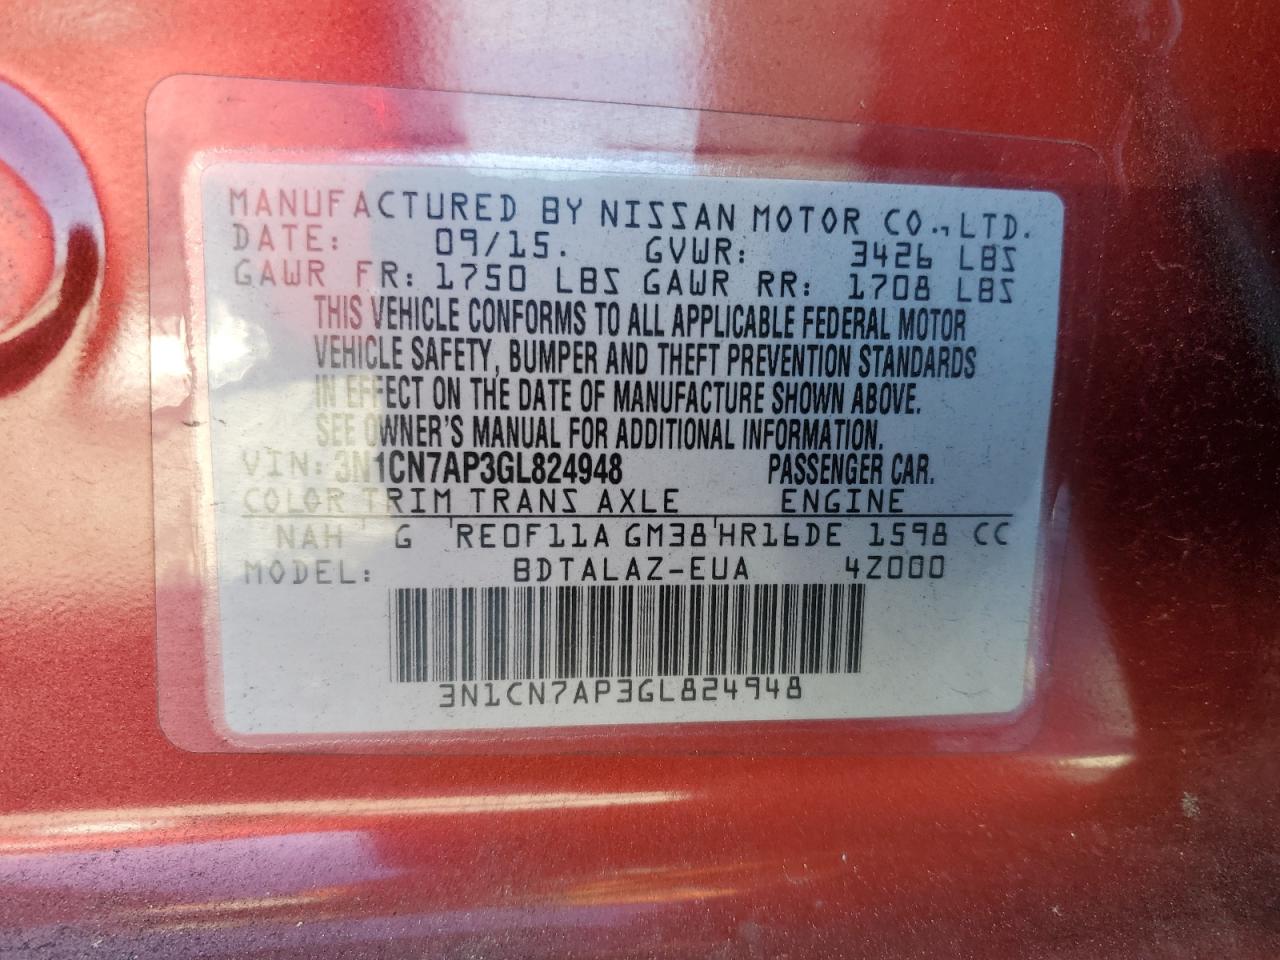 MANUFACTURED BY NISSAN MOTOR CO., LTD.
DATE: 09/15. GVWR: 3426 LBS
GAWR FR: 1750 LBS GAWR RR: 1708 LBS
THIS VEHICLE CONFORMS TO ALL APPLICABLE FEDERAL MOTOR
VEHICLE SAFETY, BUMPER AND THEFT PREVENTION STANDARDS
IN EFFECT ON THE DATE OF MANUFACTURE SHOWN ABOVE.
SEE OWNER'S MANUAL FOR ADDITIONAL INFORMATION.
VIN: 3N1CN7AP3GL824948 PASSENGER CAR.
COLOR TRIM TRANS AXLE ENGINE
NAH G RE0F11A GM38 HR16DE 1598 CC
MODEL: BDTALAZ-EUA 4Z000
3N1CN7AP3GL824948